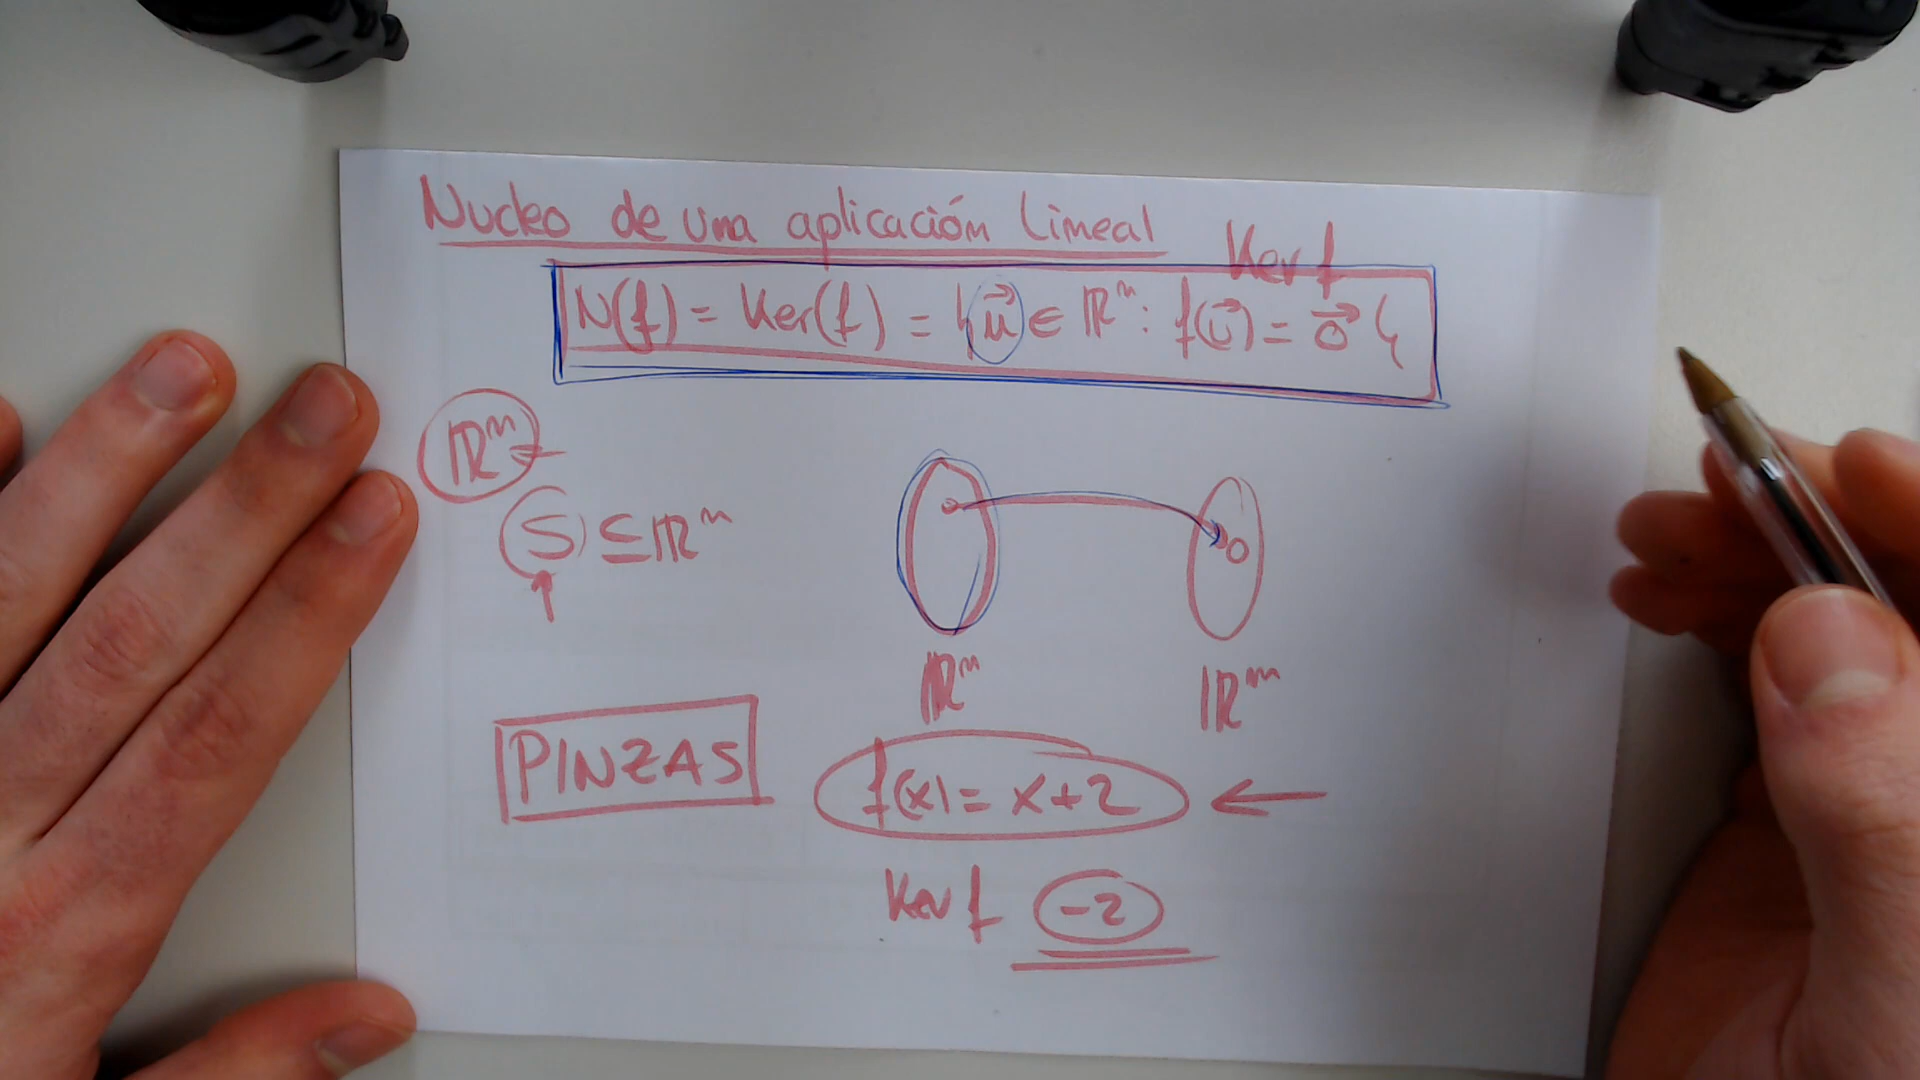 Nucleo de una aplicación Lineal
Ker f
N(f) = Ker(f) = { u⃗ ∈ ℝⁿ : f(u⃗) = 0⃗ }
ℝⁿ
S ⊆ ℝⁿ
0
ℝⁿ ℝᵐ
PINZAS
f(x) = x+2
Ker f -2